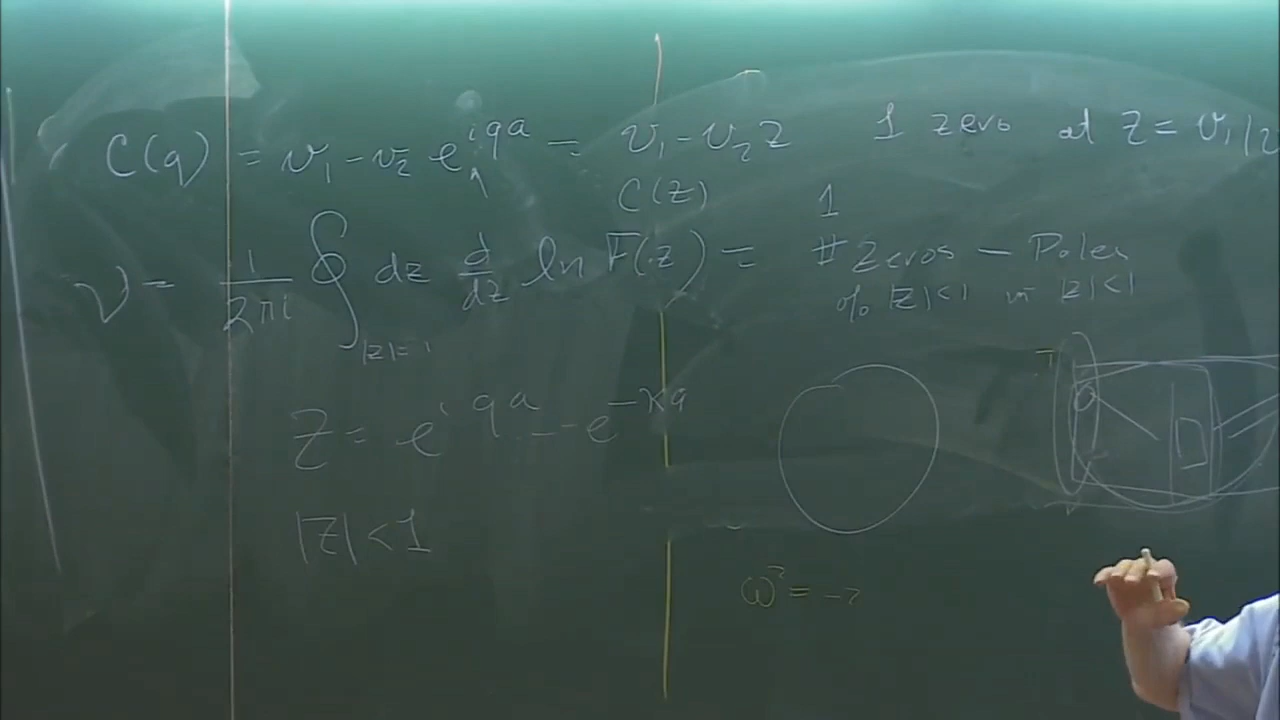 C(q) = v₁ - v₂ e^{iqa} = v₁ - v₂ z 1 zero at z = v₁/
C(z) 1
ν = 1/2πi ∮_{|z|=1} dz d/dz ln F(z) = # Zeros - Poles
of |z|<1 in |z|<1
z = e^{iqa} = e^{-κa}
|z| < 1
ω² = -